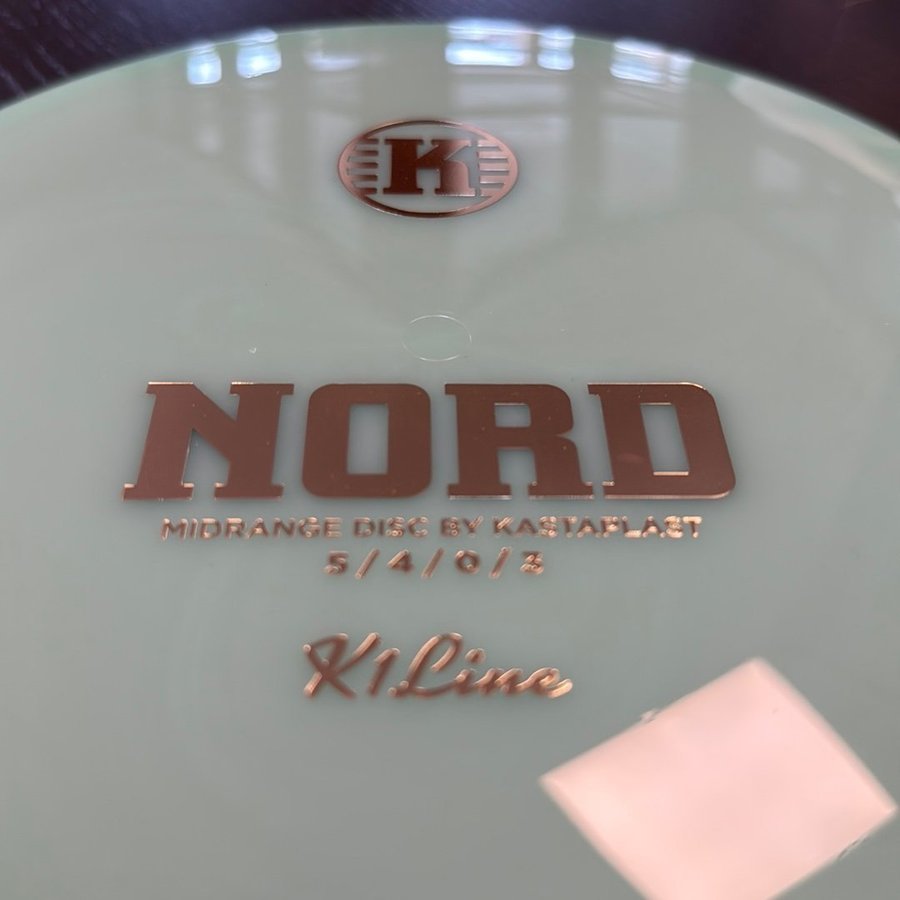 K
NORD
MIDRANGE DISC BY KASTAPLAST
5/4/0/3
K1 Line